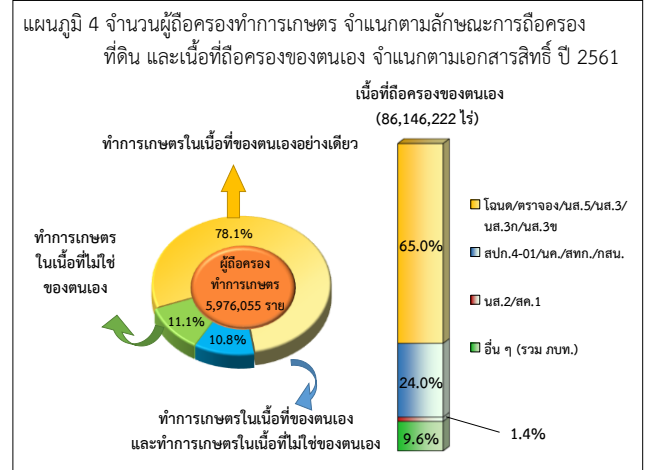 แผนภูมิ 4 จำนวนผู้ถือครองทำการเกษตร จำแนกตามลักษณะการถือครอง
ที่ดิน และเนื้อที่ถือครองของตนเอง จำแนกตามเอกสารสิทธิ์ ปี 2561
เนื้อที่ถือครองของตนเอง
(86,146,222 ไร่)
ทำการเกษตรในเนื้อที่ของตนเองอย่างเดียว
78.1%
ทำการเกษตร
ในเนื้อที่ไม่ใช่
ของตนเอง
ผู้ถือครอง
ทำการเกษตร
5,976,055 ราย
11.1%
10.8%
ทำการเกษตรในเนื้อที่ของตนเอง
และทำการเกษตรในเนื้อที่ไม่ใช่ของตนเอง
65.0%
24.0%
1.4%
9.6%
โฉนด/ตราจอง/นส.5/นส.3/
นส.3ก/นส.3ข
สปก.4-01/นค./สทก./กสน.
นส.2/สค.1
อื่น ๆ (รวม ภบท.)